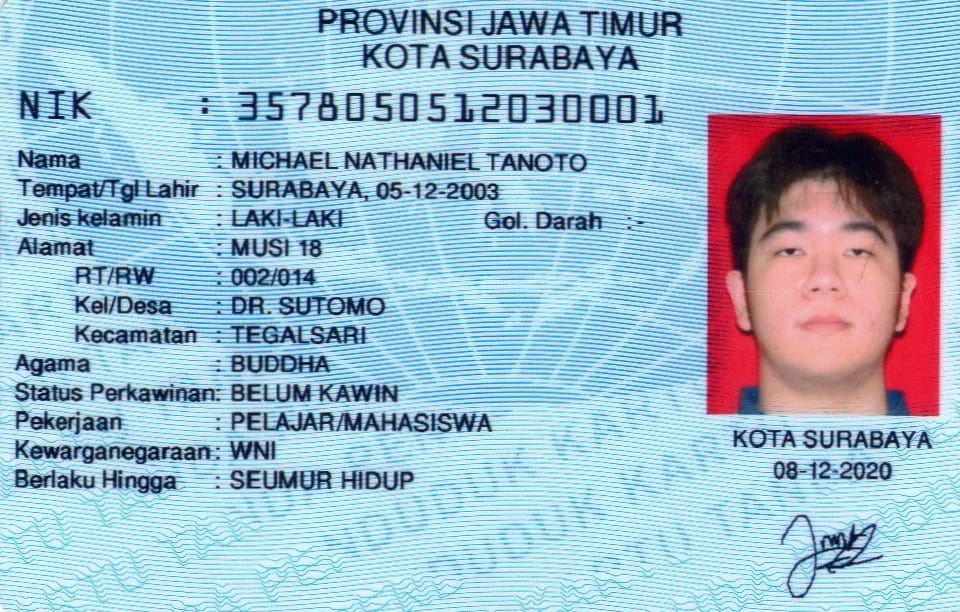 PROVINSI JAWA TIMUR
KOTA SURABAYA
NIK : 3578050512030001
Nama : MICHAEL NATHANIEL TANOTO
Tempat/Tgl Lahir : SURABAYA, 05-12-2003
Jenis kelamin : LAKI-LAKI Gol. Darah : -
Alamat : MUSI 18
RT/RW : 002/014
Kel/Desa : DR. SUTOMO
Kecamatan : TEGALSARI
Agama : BUDDHA
Status Perkawinan: BELUM KAWIN
Pekerjaan : PELAJAR/MAHASISWA
Kewarganegaraan : WNI
Berlaku Hingga : SEUMUR HIDUP
KOTA SURABAYA
08-12-2020